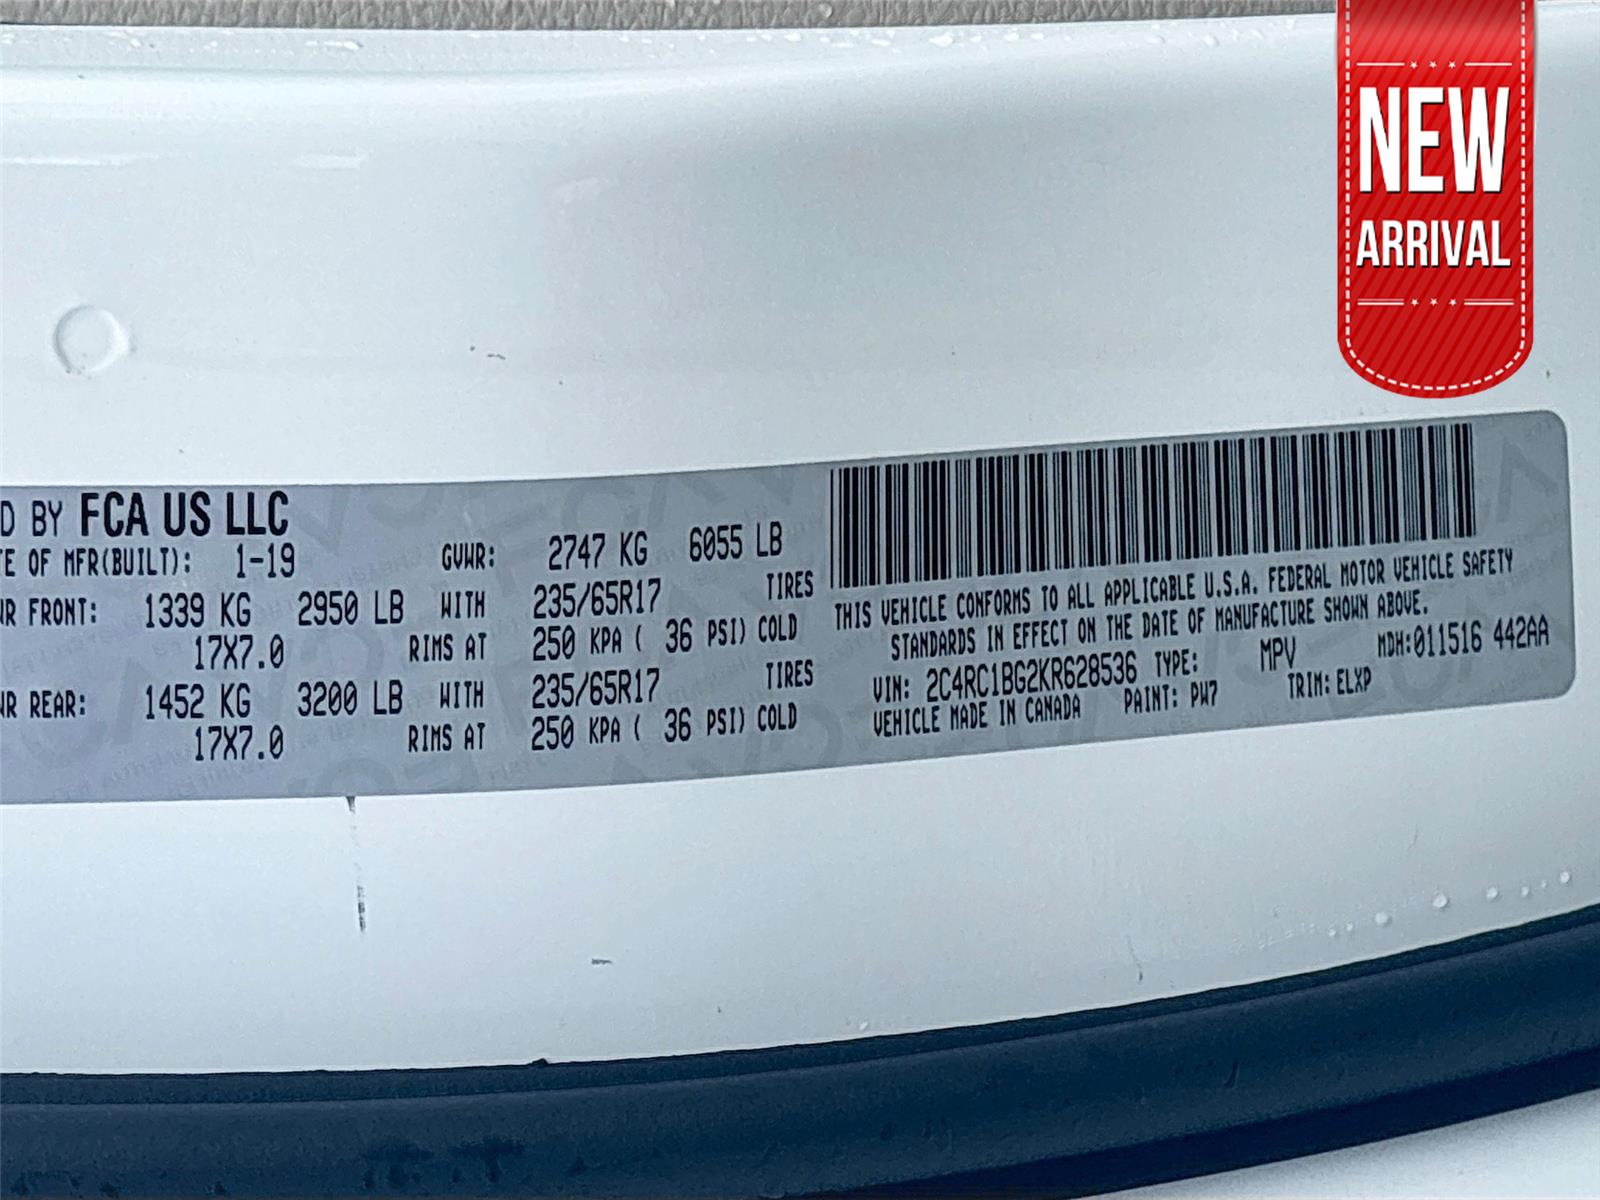 NEW
ARRIVAL
D BY FCA US LLC
TE OF MFR(BUILT): 1-19 GVWR: 2747 KG 6055 LB
WR FRONT: 1339 KG 2950 LB WITH 235/65R17 TIRES
17X7.0 RIMS AT 250 KPA ( 36 PSI) COLD
WR REAR: 1452 KG 3200 LB WITH 235/65R17 TIRES
17X7.0 RIMS AT 250 KPA ( 36 PSI) COLD
THIS VEHICLE CONFORMS TO ALL APPLICABLE U.S.A. FEDERAL MOTOR VEHICLE SAFETY
STANDARDS IN EFFECT ON THE DATE OF MANUFACTURE SHOWN ABOVE.
VIN: 2C4RC1BG2KR628536 TYPE: MPV MDH:011516 442AA
VEHICLE MADE IN CANADA PAINT: PW7 TRIM: ELXP